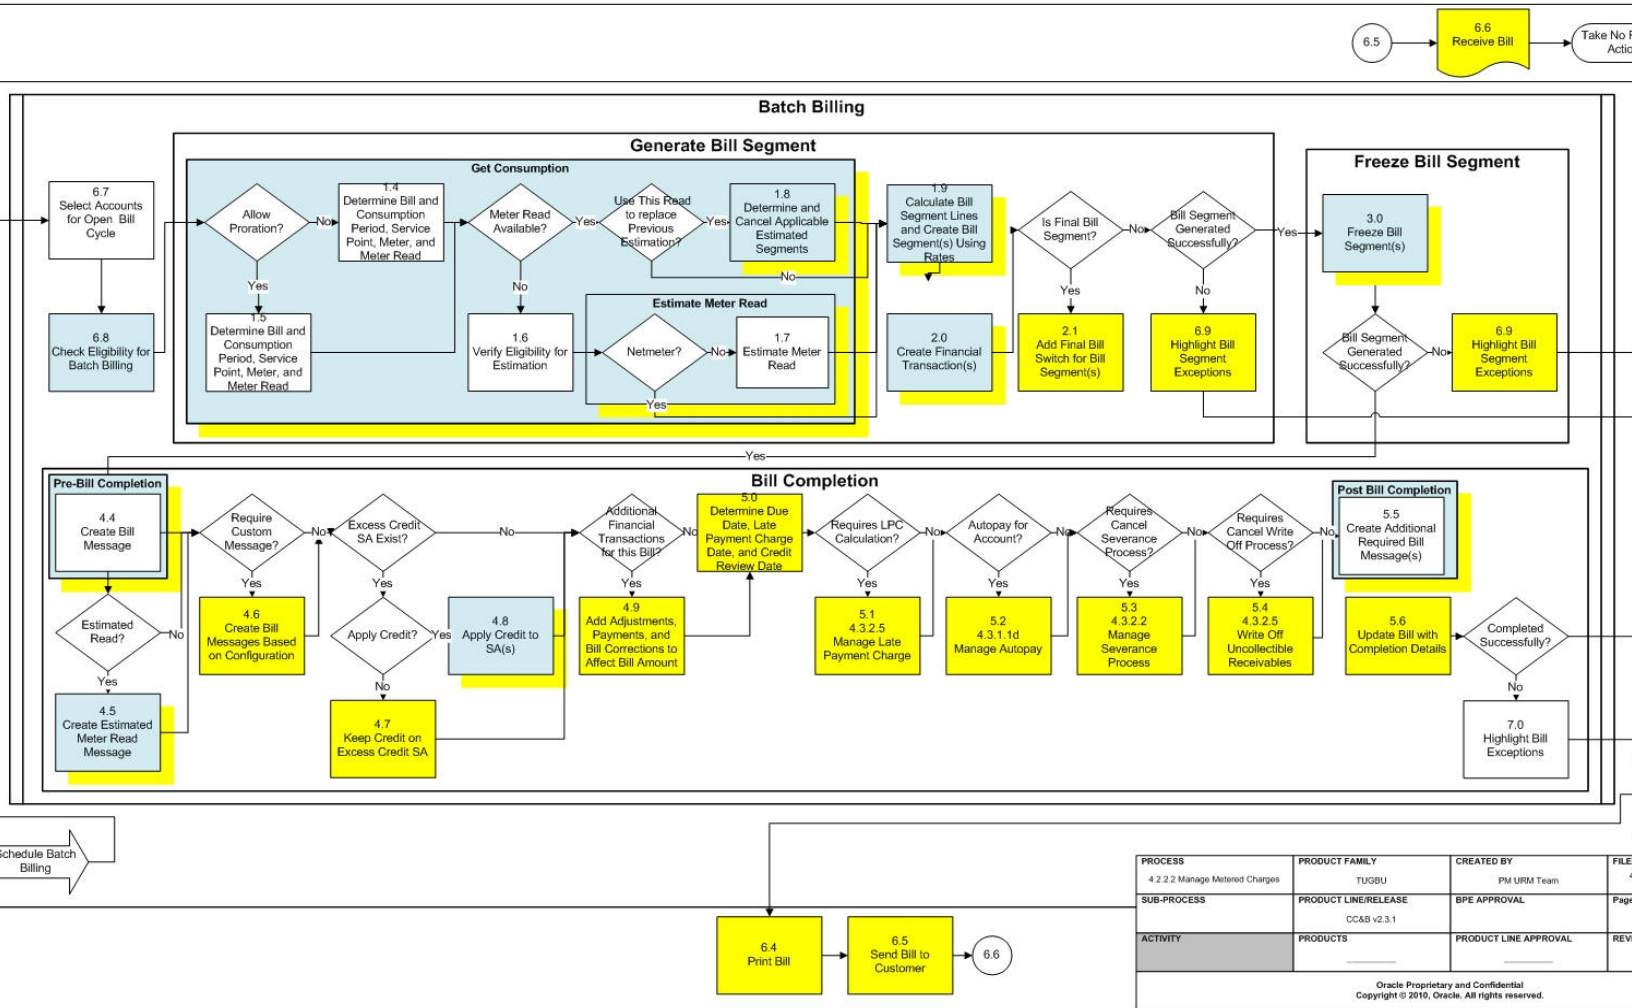 6.5
6.6
Receive Bill
Take No F
Actic
Batch Billing
Generate Bill Segment
Freeze Bill Segment
Get Consumption
6.7
Select Accounts
for Open Bill
Cycle
Allow
Proration?
No
1.4
Determine Bill and
Consumption
Period, Service
Point, Meter, and
Meter Read
Meter Read
Available?
Yes
Use This Read
to replace
Previous
Estimation?
Yes
1.8
Determine and
Cancel Applicable
Estimated
Segments
No
1.9
Calculate Bill
Segment Lines
and Create Bill
Segment(s) Using
Rates
Is Final Bill
Segment?
No
Bill Segment
Generated
Successfully?
Yes
3.0
Freeze Bill
Segment(s)
Yes
No
Yes
No
6.8
Check Eligibility for
Batch Billing
1.5
Determine Bill and
Consumption
Period, Service
Point, Meter, and
Meter Read
1.6
Verify Eligibility for
Estimation
Estimate Meter Read
Netmeter?
No
1.7
Estimate Meter
Read
Yes
2.0
Create Financial
Transaction(s)
2.1
Add Final Bill
Switch for Bill
Segment(s)
6.9
Highlight Bill
Segment
Exceptions
Bill Segment
Generated
Successfully?
No
6.9
Highlight Bill
Segment
Exceptions
Yes
Bill Completion
Pre-Bill Completion
4.4
Create Bill
Message
Require
Custom
Message?
No
Excess Credit
SA Exist?
No
Additional
Financial
Transactions
for this Bill?
No
5.0
Determine Due
Date, Late
Payment Charge
Date, and Credit
Review Date
Requires LPC
Calculation?
No
Autopay for
Account?
No
Requires
Cancel
Severance
Process?
No
Requires
Cancel Write
Off Process?
No
Post Bill Completion
5.5
Create Additional
Required Bill
Message(s)
Yes
Yes
Yes
Yes
Yes
Yes
Yes
Estimated
Read?
No
4.6
Create Bill
Messages Based
on Configuration
Apply Credit?
Yes
4.8
Apply Credit to
SA(s)
4.9
Add Adjustments,
Payments, and
Bill Corrections to
Affect Bill Amount
5.1
4.3.2.5
Manage Late
Payment Charge
5.2
4.3.1.1d
Manage Autopay
5.3
4.3.2.2
Manage
Severance
Process
5.4
4.3.2.5
Write Off
Uncollectible
Receivables
5.6
Update Bill with
Completion Details
Completed
Successfully?
Yes
No
No
4.5
Create Estimated
Meter Read
Message
4.7
Keep Credit on
Excess Credit SA
7.0
Highlight Bill
Exceptions
Schedule Batch
Billing
6.4
Print Bill
6.5
Send Bill to
Customer
6.6
PROCESS
4.2.2.2 Manage Metered Charges
PRODUCT FAMILY
TUGBU
CREATED BY
PM URM Team
FILE
4
SUB-PROCESS
PRODUCT LINE/RELEASE
CC&B v2.3.1
BPE APPROVAL
Page
ACTIVITY
PRODUCTS
PRODUCT LINE APPROVAL
REVI
Oracle Proprietary and Confidential
Copyright © 2010, Oracle. All rights reserved.